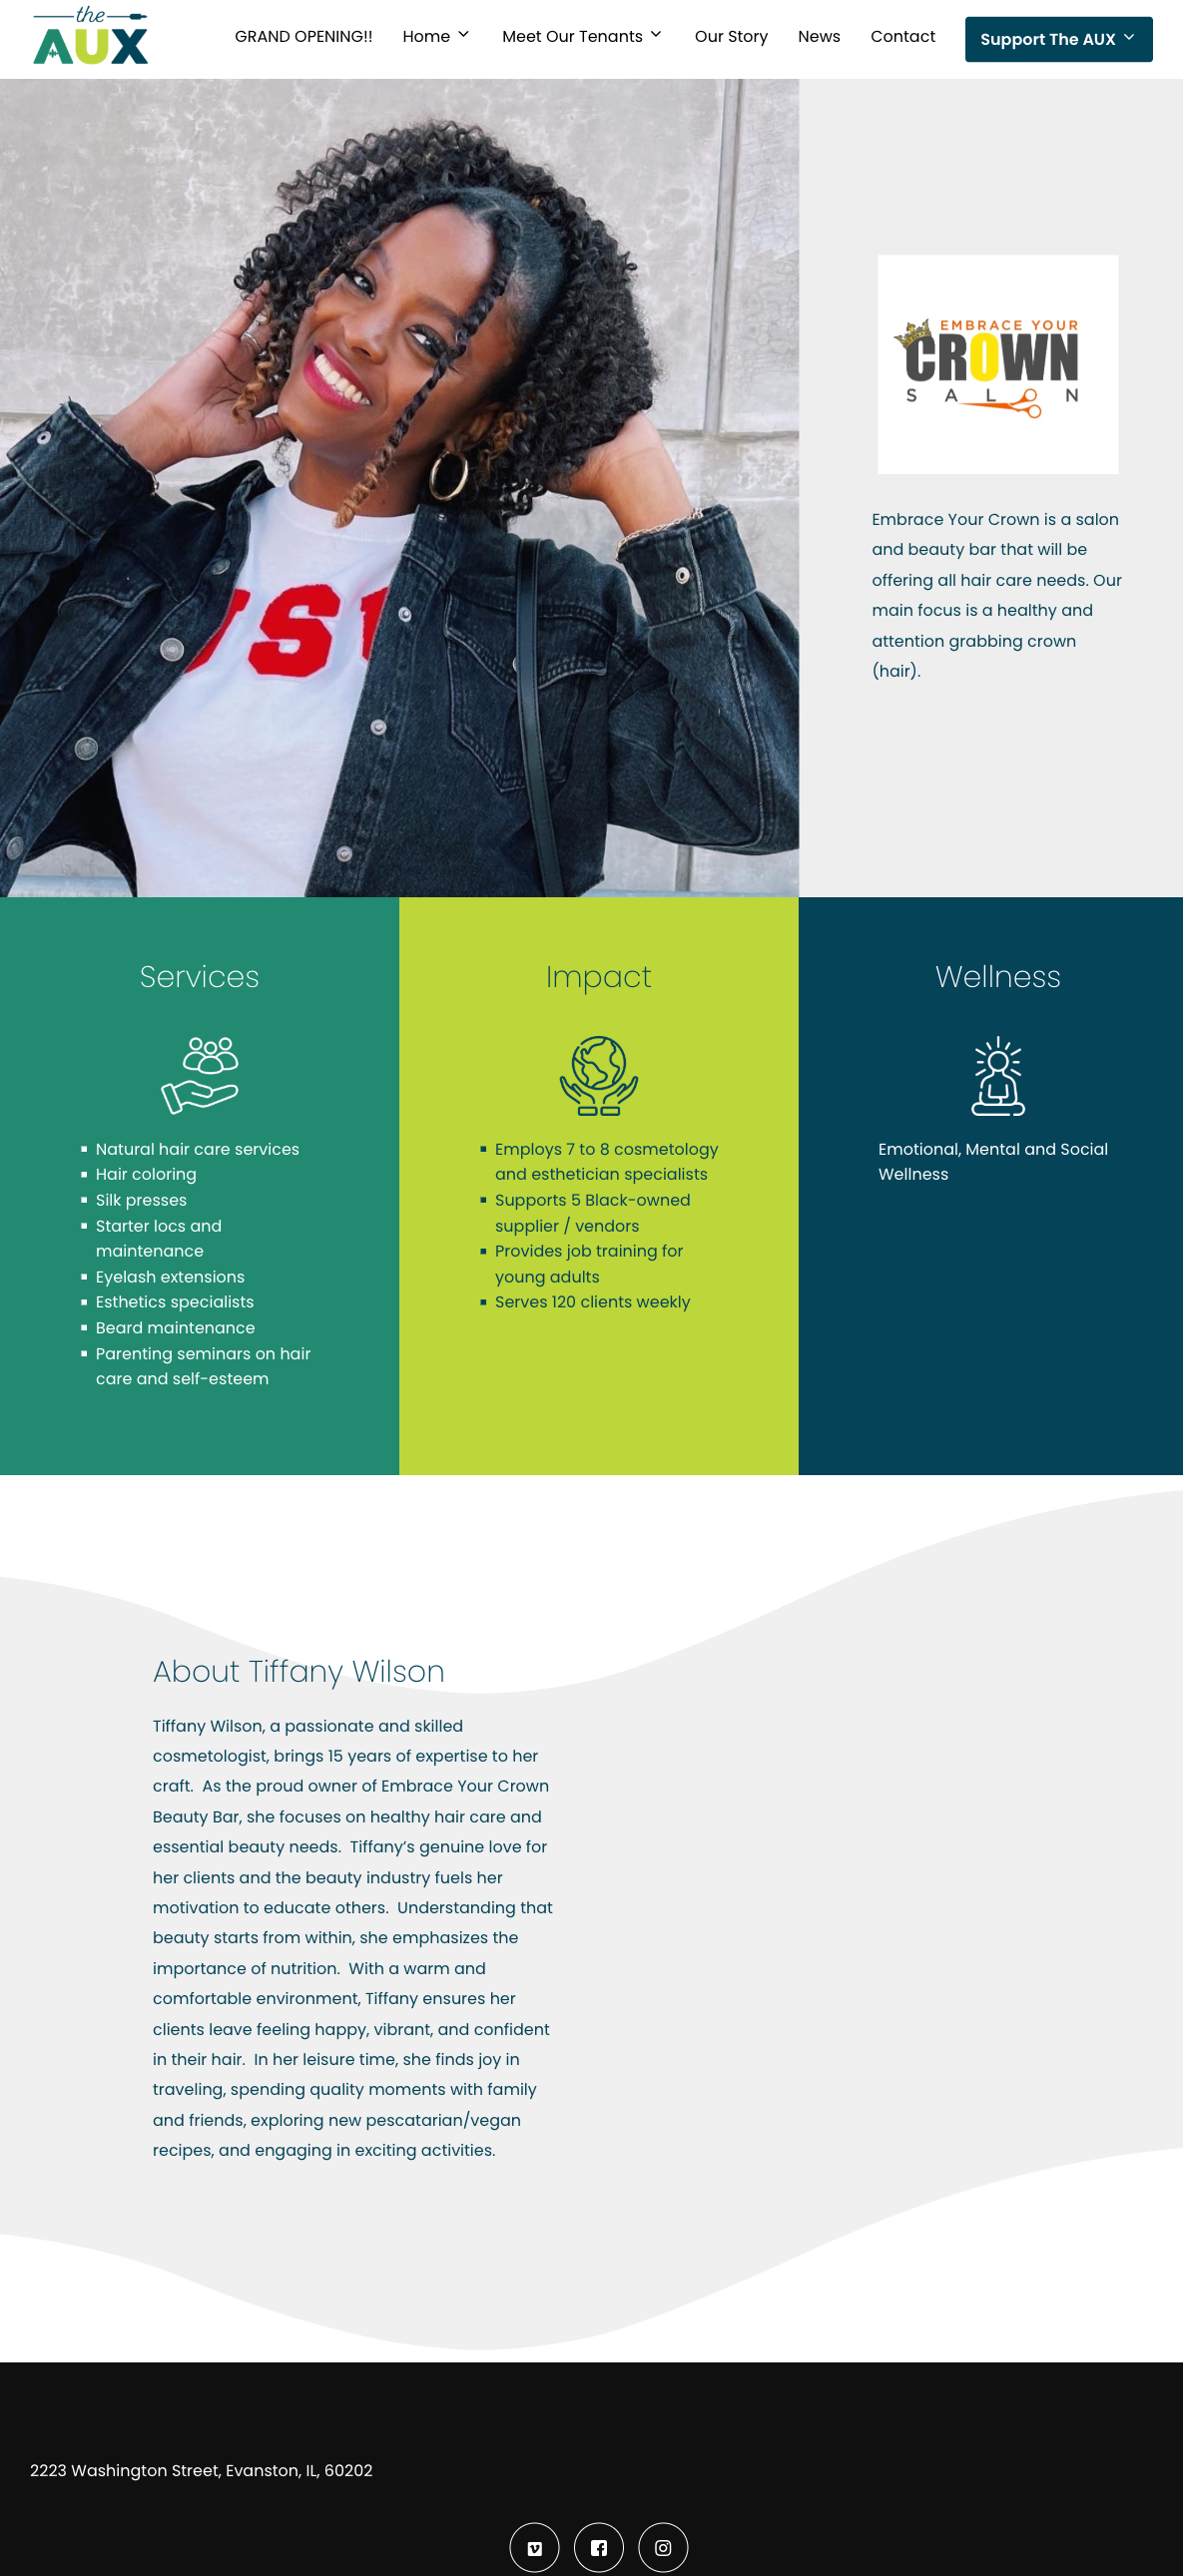 the
AUX
GRAND OPENING!!
Home
Meet Our Tenants
Our Story
News
Contact
Support The AUX
EMBRACE YOUR
CROWN
SALON
Embrace Your Crown is a salon
and beauty bar that will be
offering all hair care needs. Our
main focus is a healthy and
attention grabbing crown
(hair).
Services
Natural hair care services
Hair coloring
Silk presses
Starter locs and
maintenance
Eyelash extensions
Esthetics specialists
Beard maintenance
Parenting seminars on hair
care and self-esteem
Impact
Employs 7 to 8 cosmetology
and esthetician specialists
Supports 5 Black-owned
supplier / vendors
Provides job training for
young adults
Serves 120 clients weekly
Wellness
Emotional, Mental and Social
Wellness
About Tiffany Wilson
Tiffany Wilson, a passionate and skilled
cosmetologist, brings 15 years of expertise to her
craft.  As the proud owner of Embrace Your Crown
Beauty Bar, she focuses on healthy hair care and
essential beauty needs.  Tiffany’s genuine love for
her clients and the beauty industry fuels her
motivation to educate others.  Understanding that
beauty starts from within, she emphasizes the
importance of nutrition.  With a warm and
comfortable environment, Tiffany ensures her
clients leave feeling happy, vibrant, and confident
in their hair.  In her leisure time, she finds joy in
traveling, spending quality moments with family
and friends, exploring new pescatarian/vegan
recipes, and engaging in exciting activities.
2223 Washington Street, Evanston, IL, 60202